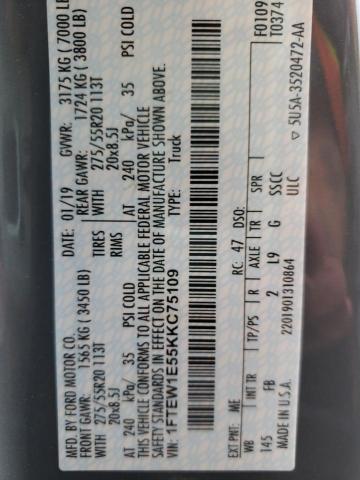 MFD. BY FORD MOTOR CO.
DATE: 01/19 GVWR: 3175 KG ( 7000 LB
FRONT GAWR: 1565 KG ( 3450 LB) REAR GAWR: 1724 KG ( 3800 LB)
WITH 275/55R20 113T TIRES WITH 275/55R20 113T
20x8.5J RIMS 20x8.5J
AT 240 kPa/ 35 PSI COLD AT 240 kPa/ 35 PSI COLD
THIS VEHICLE CONFORMS TO ALL APPLICABLE FEDERAL MOTOR VEHICLE
SAFETY STANDARDS IN EFFECT ON THE DATE OF MANUFACTURE SHOWN ABOVE.
VIN: 1FTEW1E55KKC75109 TYPE: Truck
F0109
T0374
EXT PNT: ME RC: 47 DSO:
WB INT TR TP/PS R AXLE TR SPR
145 FB 2 L9 G SSCC
MADE IN U.S.A. 2201901310864 ULC
▽ 5U5A-3520472-AA